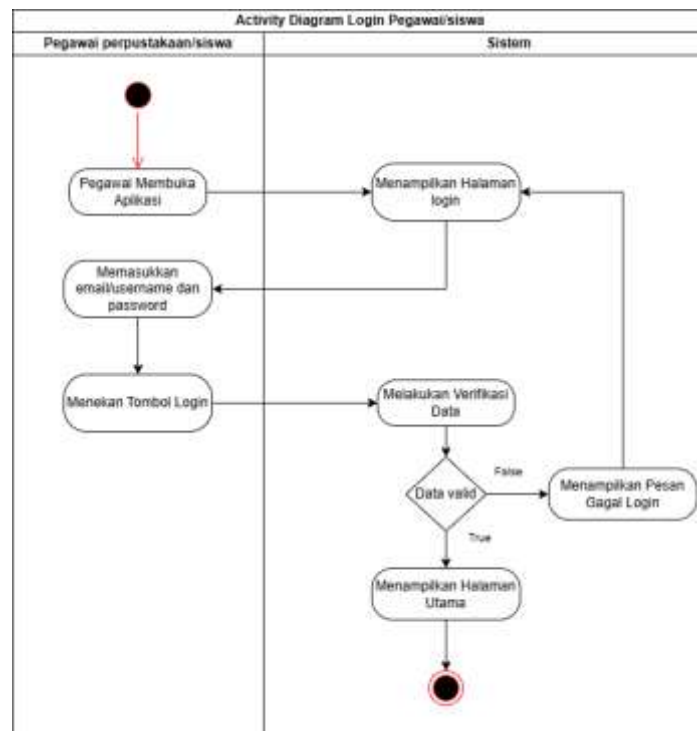 Activity Diagram Login Pegawai/siswa
Pegawai perpustakaan/siswa
Sistem
Pegawai Membuka
Aplikasi
Menampilkan Halaman
login
Memasukkan
email/username dan
password
Menekan Tombol Login
Melakukan Verifikasi
Data
Data valid
False
Menampilkan Pesan
Gagal Login
True
Menampilkan Halaman
Utama